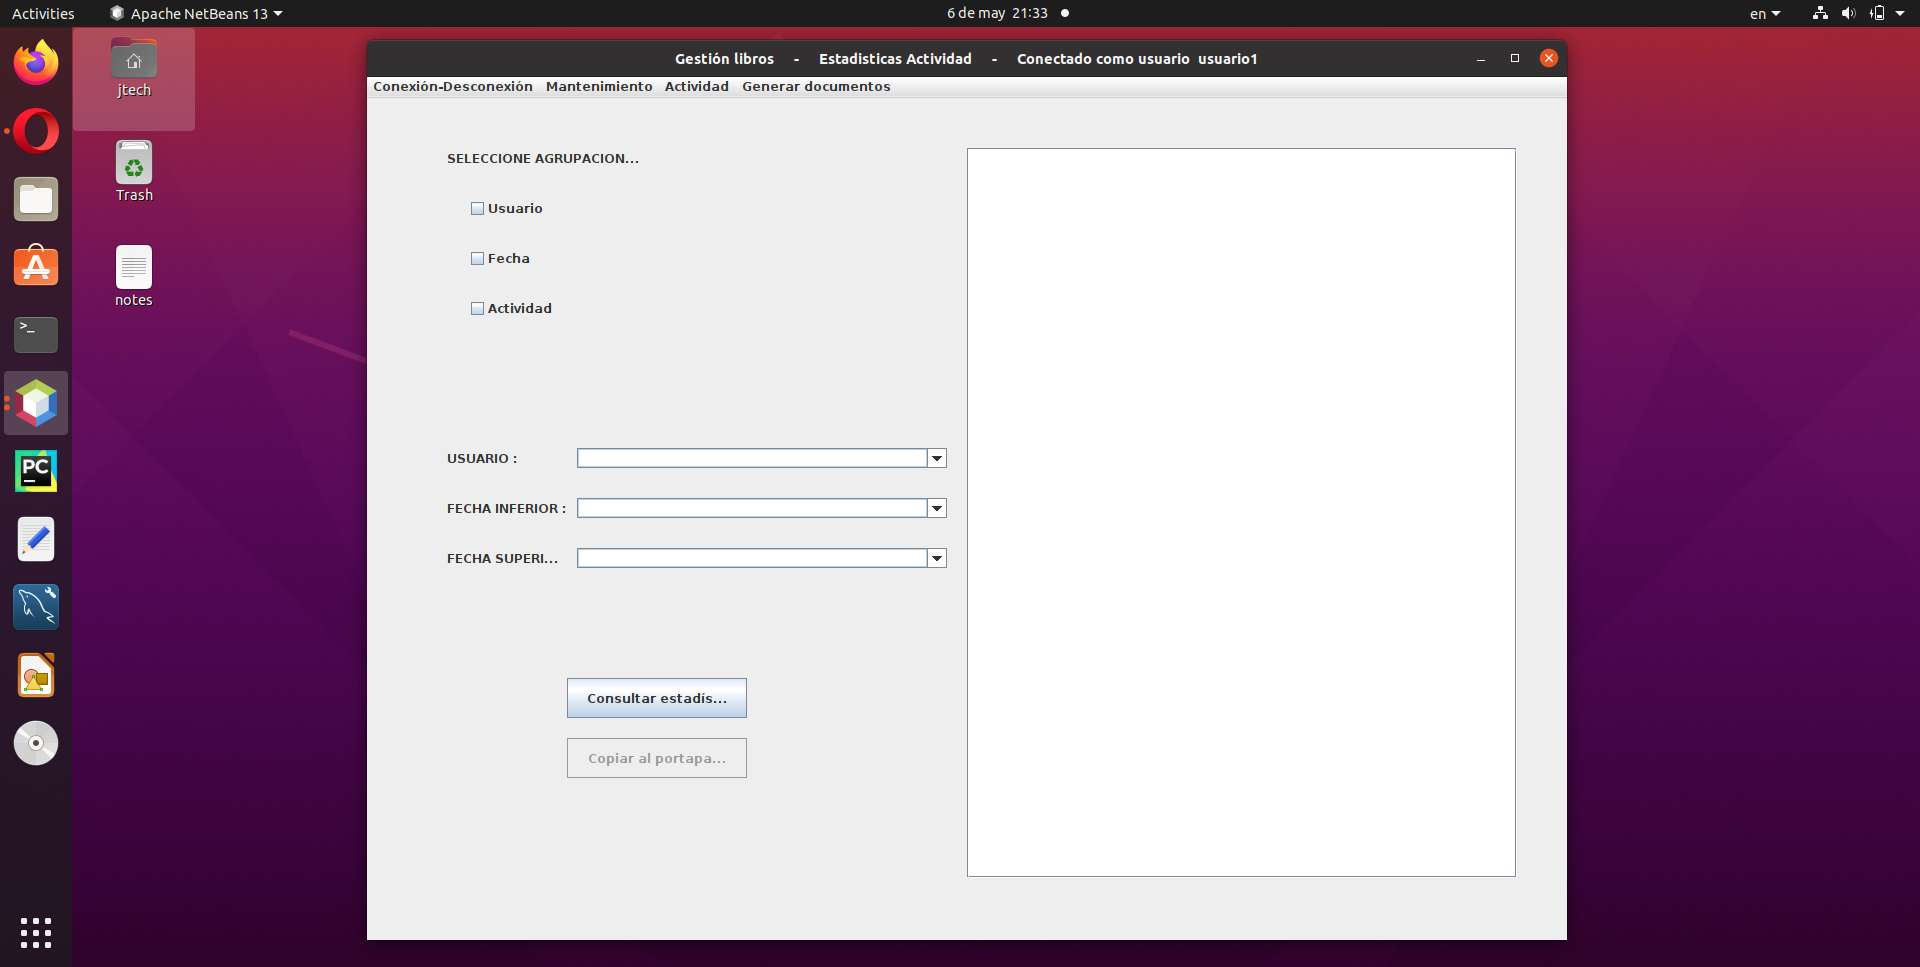 Activities Apache NetBeans 13 6 de may 21:33 en
jtech
Trash
notes
>_
PC
Gestión libros - Estadisticas Actividad - Conectado como usuario usuario1
Conexión-Desconexión Mantenimiento Actividad Generar documentos
SELECCIONE AGRUPACION...
Usuario
Fecha
Actividad
USUARIO :
FECHA INFERIOR :
FECHA SUPERI...
Consultar estadís...
Copiar al portapa...